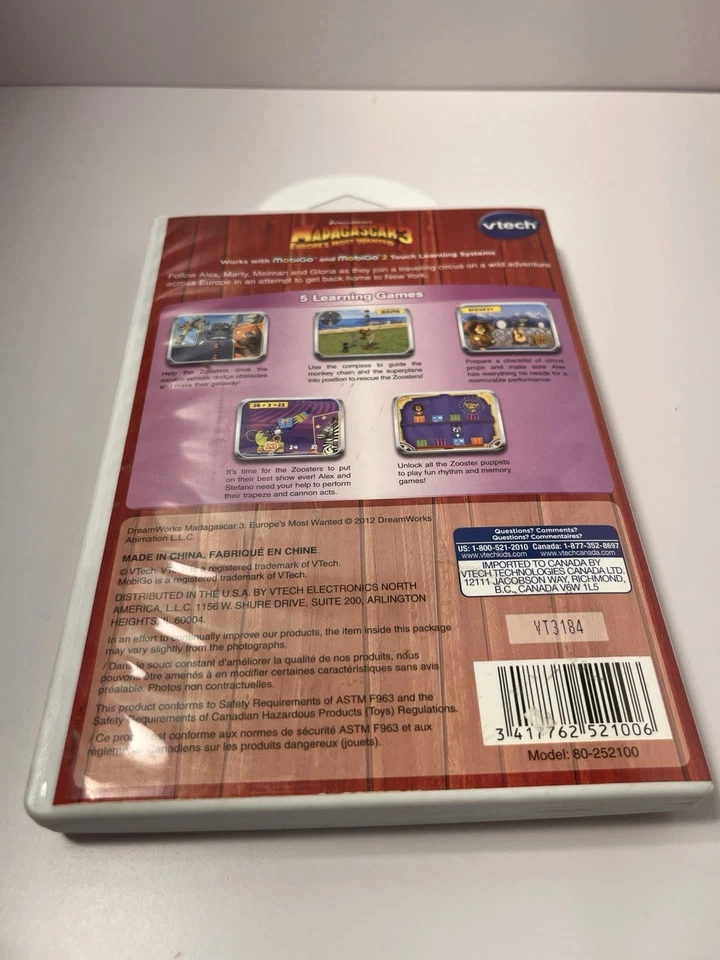 vtech
DreamWorks
MADAGASCAR 3
EUROPE'S MOST WANTED
Works with MobiGo™ and MobiGo™ 2 Touch Learning Systems
Follow Alex, Marty, Melman and Gloria as they join a traveling circus on a wild adventure
across Europe in an attempt to get back home to New York.
5 Learning Games
SOUTH
Help the Zoosters drive the
vehicle, dodge obstacles
and make their getaway!
Use the compass to guide the
monkey chain and the superplane
into position to rescue the Zoosters!
Prepare a checklist of circus
props and make sure Alex
has everything he needs for a
memorable performance.
20 + 3 =23
24
It's time for the Zoosters to put
on their best show ever! Alex and
Stefano need your help to perform
their trapeze and cannon acts.
Unlock all the Zooster puppets
to play fun rhythm and memory
games!
DreamWorks Madagascar 3: Europe's Most Wanted © 2012 DreamWorks
Animation L.L.C.
MADE IN CHINA. FABRIQUÉ EN CHINE.
© VTech. VTech is a registered trademark of VTech.
MobiGo is a registered trademark of VTech.
DISTRIBUTED IN THE U.S.A. BY VTECH ELECTRONICS NORTH
AMERICA, L.L.C. 1156 W. SHURE DRIVE, SUITE 200, ARLINGTON
HEIGHTS, IL 60004.
In an effort to continually improve our products, the item inside this package
may vary slightly from the photographs.
Dans le souci constant d'améliorer la qualité de nos produits, nous
pouvons être amenés à en modifier certaines caractéristiques sans avis
préalable. Photos non contractuelles.
This product conforms to Safety Requirements of ASTM F963 and the
Safety Requirements of Canadian Hazardous Products (Toys) Regulations.
Ce produit est conforme aux normes de sécurité ASTM F963 et aux
règlements Canadiens sur les produits dangereux (jouets).
Questions? Comments?
Questions? Commentaires?
US: 1-800-521-2010 Canada: 1-877-352-8697
www.vtechkids.com www.vtechcanada.com
IMPORTED TO CANADA BY
VTECH TECHNOLOGIES CANADA LTD.
12111 JACOBSON WAY, RICHMOND,
B.C., CANADA V6W 1L5
YT3184
3 417762 521006
Model: 80-252100